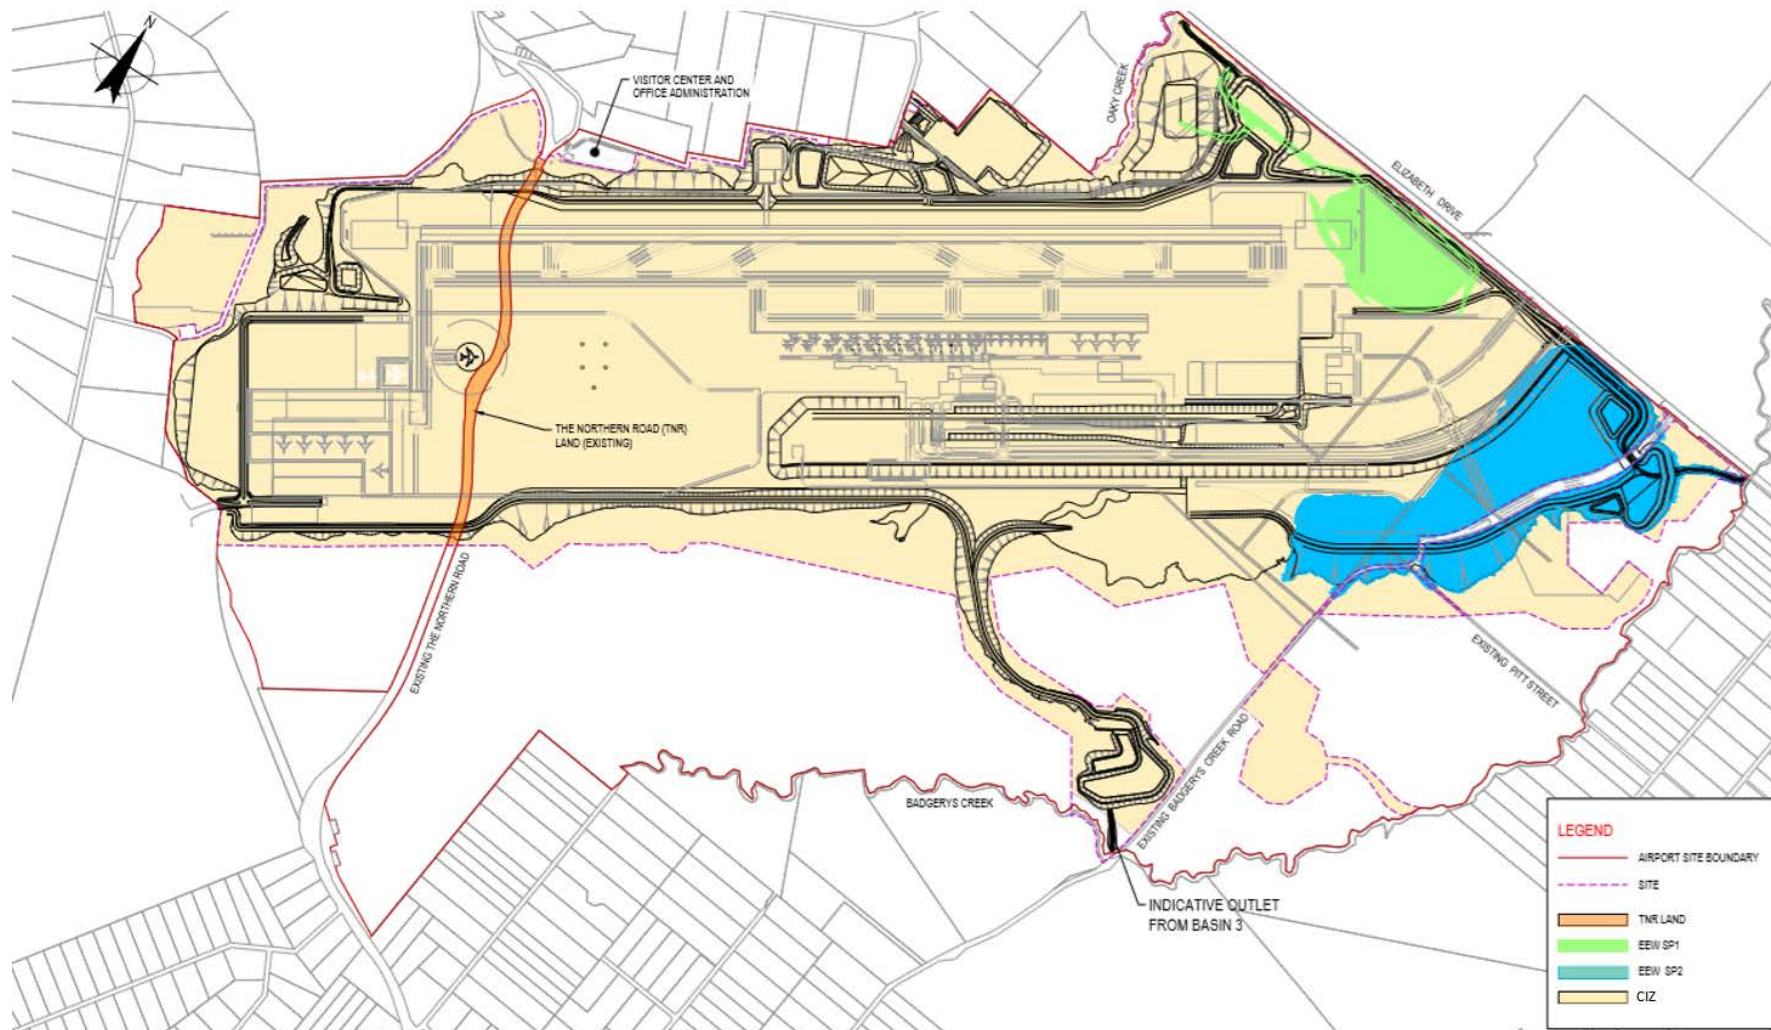 N
VISITOR CENTER AND
OFFICE ADMINISTRATION
OAKY CREEK
ELIZABETH DRIVE
THE NORTHERN ROAD (TNR)
LAND (EXISTING)
EXISTING THE NORTHERN ROAD
EXISTING PITT STREET
EXISTING BADGERYS CREEK ROAD
BADGERYS CREEK
INDICATIVE OUTLET
FROM BASIN 3
LEGEND
AIRPORT SITE BOUNDARY
SITE
TNR LAND
EEW SP1
EEW SP2
CIZ